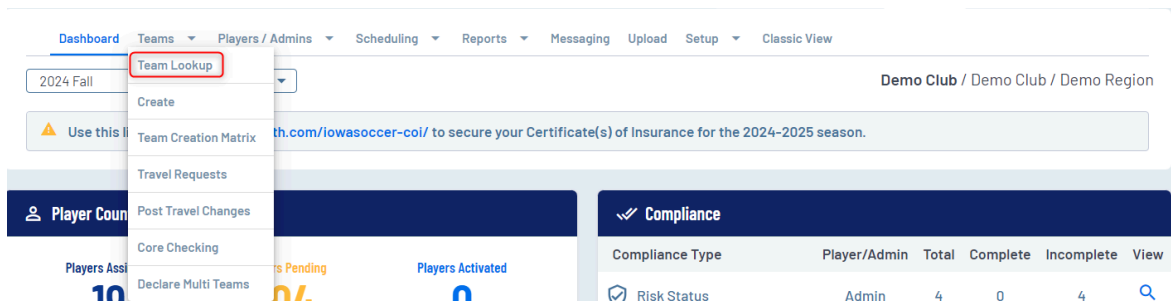 Dashboard Teams Players / Admins Scheduling Reports Messaging Upload Setup Classic View
Team Lookup
2024 Fall
Demo Club / Demo Club / Demo Region
Create
Use this th.com/iowasoccer-coi/ to secure your Certificate(s) of Insurance for the 2024-2025 season.
Team Creation Matrix
Travel Requests
Post Travel Changes
Player Coun
Compliance
Core Checking
Compliance Type Player/Admin Total Complete Incomplete View
Players Assi s Pending Players Activated
Declare Multi Teams
10 0
Risk Status Admin 4 0 4